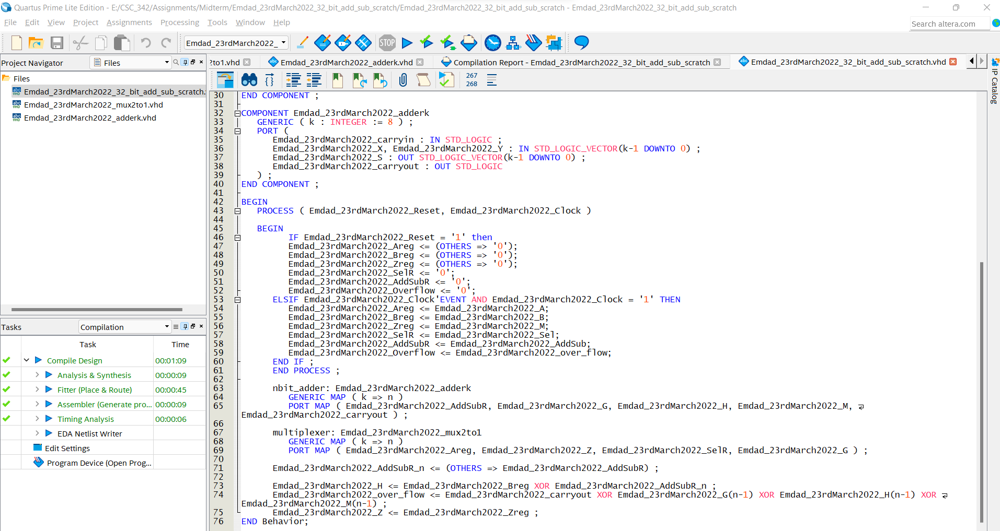 Quartus Prime Lite Edition - E:/CSC_342/Assignments/Midterm/Emdad_23rdMarch2022_32_bit_add_sub_scratch/Emdad_23rdMarch2022_32_bit_add_sub_scratch - Emdad_23rdMarch2022_32_bit_add_sub_scratch
File Edit View Project Assignments Processing Tools Window Help
Search altera.com
Emdad_23rdMarch2022_
STOP
Project Navigator
Files
2to1.vhd
Emdad_23rdMarch2022_adderk.vhd
Compilation Report - Emdad_23rdMarch2022_32_bit_add_sub_scratch
Emdad_23rdMarch2022_32_bit_add_sub_scratch.vhd
IP Catalog
267
268
Files
Emdad_23rdMarch2022_32_bit_add_sub_scratch.
Emdad_23rdMarch2022_mux2to1.vhd
Emdad_23rdMarch2022_adderk.vhd
Tasks
Compilation
Task Time
Compile Design 00:01:09
Analysis & Synthesis 00:00:09
Fitter (Place & Route) 00:00:45
Assembler (Generate pro... 00:00:09
Timing Analysis 00:00:06
EDA Netlist Writer
Edit Settings
Program Device (Open Prog...
30 END COMPONENT ;
31
32 COMPONENT Emdad_23rdMarch2022_adderk
33 GENERIC ( k : INTEGER := 8 ) ;
34 PORT (
35 Emdad_23rdMarch2022_carryin : IN STD_LOGIC ;
36 Emdad_23rdMarch2022_X, Emdad_23rdMarch2022_Y : IN STD_LOGIC_VECTOR(k-1 DOWNTO 0) ;
37 Emdad_23rdMarch2022_S : OUT STD_LOGIC_VECTOR(k-1 DOWNTO 0) ;
38 Emdad_23rdMarch2022_carryout : OUT STD_LOGIC
39 ) ;
40 END COMPONENT ;
41
42 BEGIN
43 PROCESS ( Emdad_23rdMarch2022_Reset, Emdad_23rdMarch2022_Clock )
44
45 BEGIN
46 IF Emdad_23rdMarch2022_Reset = '1' then
47 Emdad_23rdMarch2022_Areg <= (OTHERS => '0');
48 Emdad_23rdMarch2022_Breg <= (OTHERS => '0');
49 Emdad_23rdMarch2022_Zreg <= (OTHERS => '0');
50 Emdad_23rdMarch2022_SelR <= '0';
51 Emdad_23rdMarch2022_AddSubR <= '0';
52 Emdad_23rdMarch2022_Overflow <= '0';
53 ELSIF Emdad_23rdMarch2022_Clock'EVENT AND Emdad_23rdMarch2022_Clock = '1' THEN
54 Emdad_23rdMarch2022_Areg <= Emdad_23rdMarch2022_A;
55 Emdad_23rdMarch2022_Breg <= Emdad_23rdMarch2022_B;
56 Emdad_23rdMarch2022_Zreg <= Emdad_23rdMarch2022_M;
57 Emdad_23rdMarch2022_SelR <= Emdad_23rdMarch2022_Sel;
58 Emdad_23rdMarch2022_AddSubR <= Emdad_23rdMarch2022_AddSub;
59 Emdad_23rdMarch2022_Overflow <= Emdad_23rdMarch2022_over_flow;
60 END IF ;
61 END PROCESS ;
62
63 nbit_adder: Emdad_23rdMarch2022_adderk
64 GENERIC MAP ( k => n )
65 PORT MAP ( Emdad_23rdMarch2022_AddSubR, Emdad_23rdMarch2022_G, Emdad_23rdMarch2022_H, Emdad_23rdMarch2022_M,
Emdad_23rdMarch2022_carryout ) ;
66
67 multiplexer: Emdad_23rdMarch2022_mux2to1
68 GENERIC MAP ( k => n )
69 PORT MAP ( Emdad_23rdMarch2022_Areg, Emdad_23rdMarch2022_Z, Emdad_23rdMarch2022_SelR, Emdad_23rdMarch2022_G ) ;
70
71 Emdad_23rdMarch2022_AddSubR_n <= (OTHERS => Emdad_23rdMarch2022_AddSubR) ;
72
73 Emdad_23rdMarch2022_H <= Emdad_23rdMarch2022_Breg XOR Emdad_23rdMarch2022_AddSubR_n ;
74 Emdad_23rdMarch2022_over_flow <= Emdad_23rdMarch2022_carryout XOR Emdad_23rdMarch2022_G(n-1) XOR Emdad_23rdMarch2022_H(n-1) XOR
Emdad_23rdMarch2022_M(n-1) ;
75 Emdad_23rdMarch2022_Z <= Emdad_23rdMarch2022_Zreg ;
76 END Behavior;